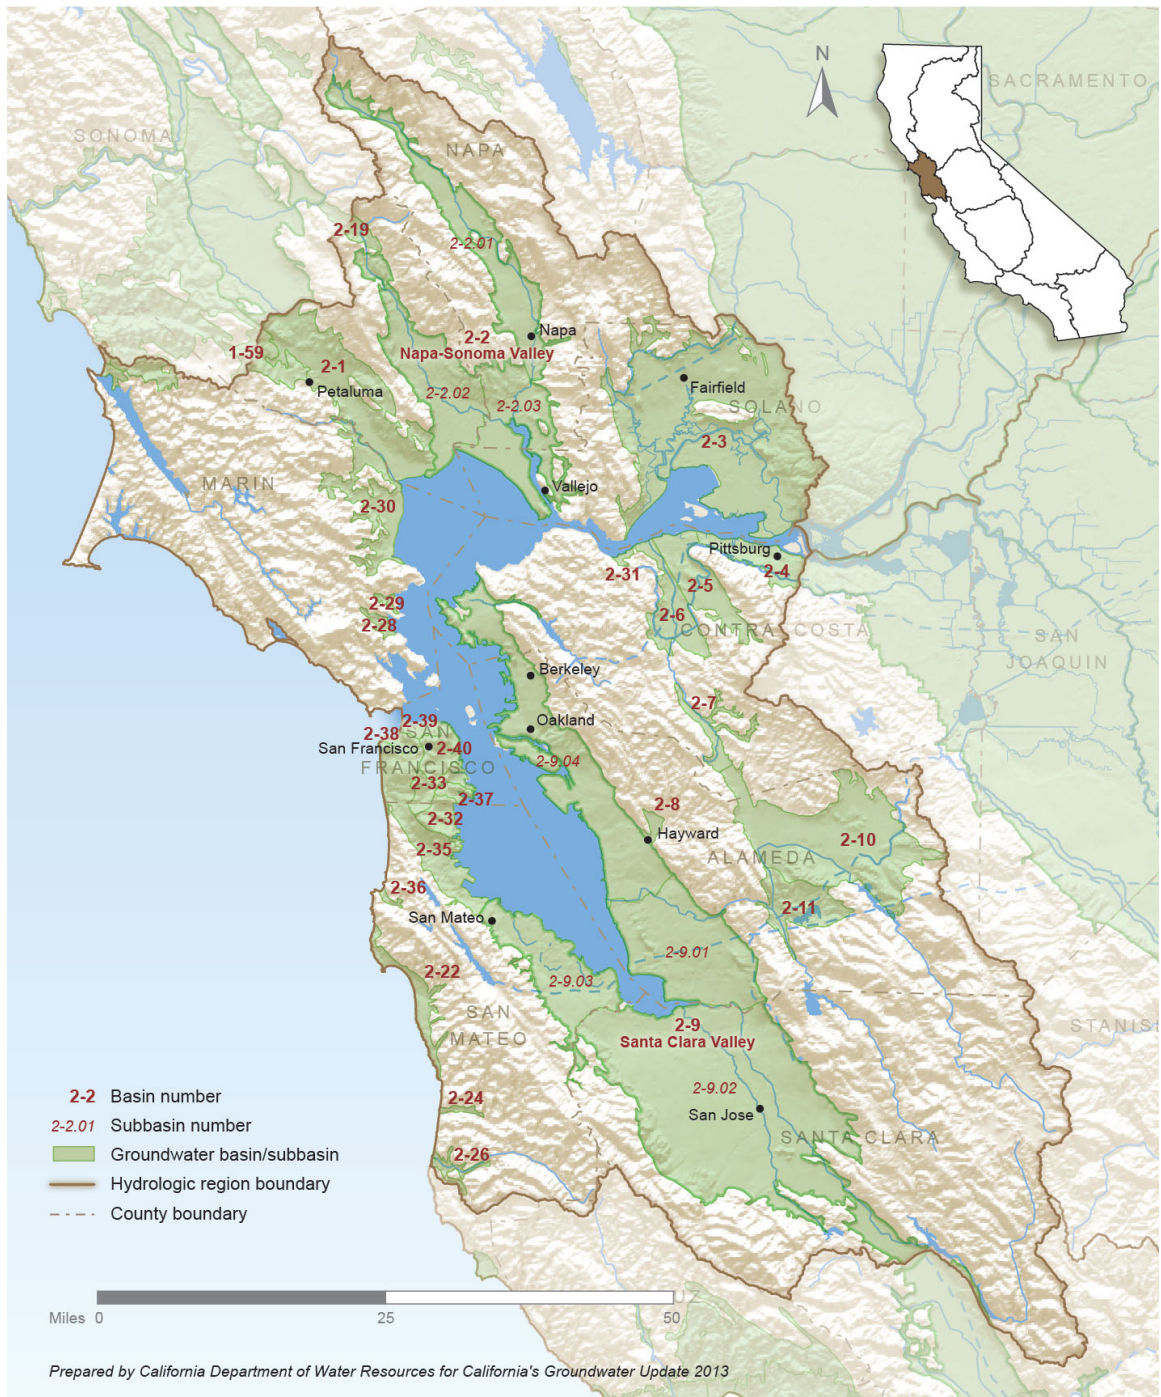 N
SACRAMENTO
SONOMA
NAPA
2-19
2-2.01
Napa
2-2
Napa-Sonoma Valley
1-59
2-1
Petaluma
2-2.02
2-2.03
Fairfield
SOLANO
2-3
MARIN
Vallejo
2-30
Pittsburg
2-4
2-31
2-5
2-29
2-6
2-28
CONTRA COSTA
SAN
JOAQUIN
Berkeley
2-7
2-39
Oakland
2-38
SAN
San Francisco
2-40
FRANCISCO
2-9.04
2-33
2-37
2-8
2-32
Hayward
2-35
ALAMEDA
2-10
2-36
2-11
San Mateo
2-9.01
2-22
2-9.03
SAN
MATEO
2-9
Santa Clara Valley
STANIS
2-9.02
San Jose
2-24
SANTA CLARA
2-26
2-2 Basin number
2-2.01 Subbasin number
Groundwater basin/subbasin
Hydrologic region boundary
County boundary
UZ
Miles 0 25 50
Prepared by California Department of Water Resources for California's Groundwater Update 2013